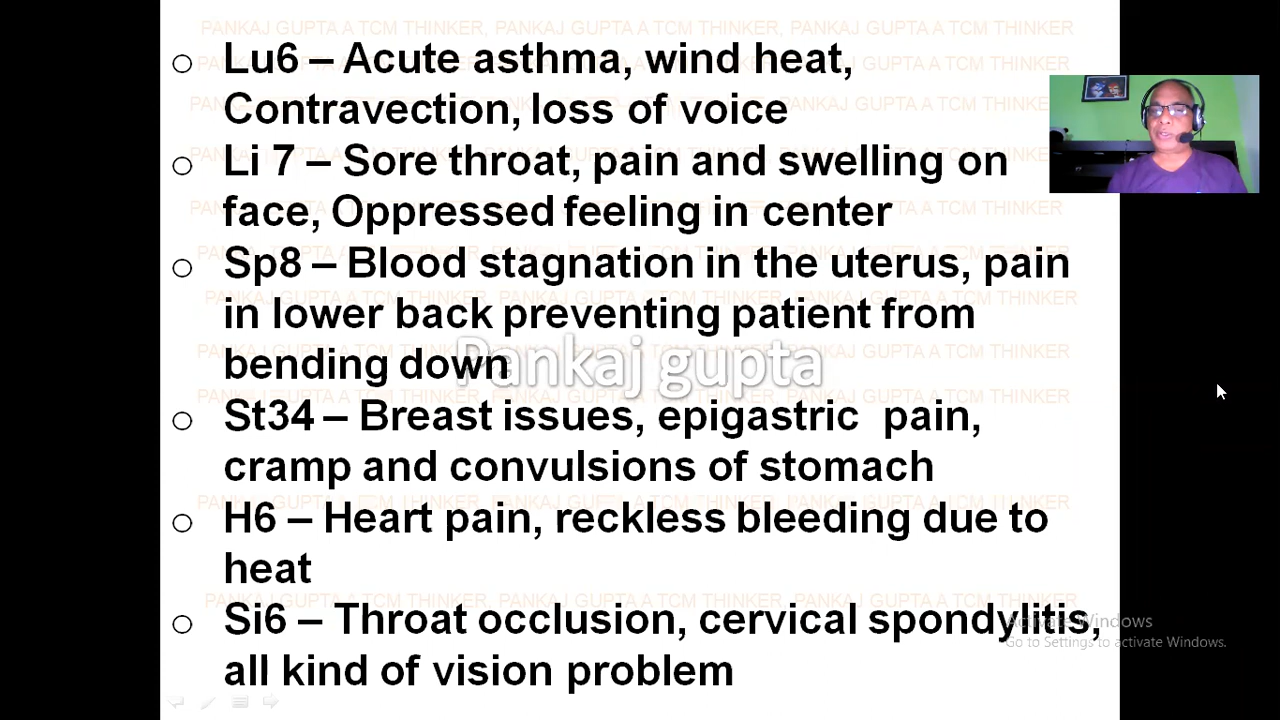 PANKAJ GUPTA A TCM THINKER, PANKAJ GUPTA A TCM THINKER, PANKAJ GUPTA A TCM THINKER
Lu6 – Acute asthma, wind heat,
Contravection, loss of voice
Li 7 – Sore throat, pain and swelling on
face, Oppressed feeling in center
Sp8 – Blood stagnation in the uterus, pain
in lower back preventing patient from
bending down
Pankaj gupta
St34 – Breast issues, epigastric pain,
cramp and convulsions of stomach
H6 – Heart pain, reckless bleeding due to
heat
Si6 – Throat occlusion, cervical spondylitis,
all kind of vision problem
Activate Windows
Go to Settings to activate Windows.